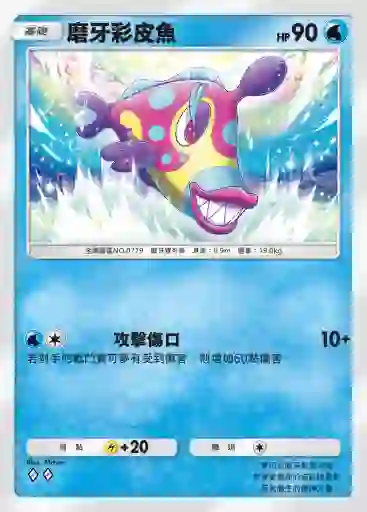 基礎 磨牙彩皮魚 HP 90
全國圖鑑NO.0779 磨牙彩皮魚 身高：0.9m 體重：19.0kg
攻擊傷口 10+
若對手的戰鬥寶可夢有受到傷害，則增加60點傷害。
弱點 +20 撤退